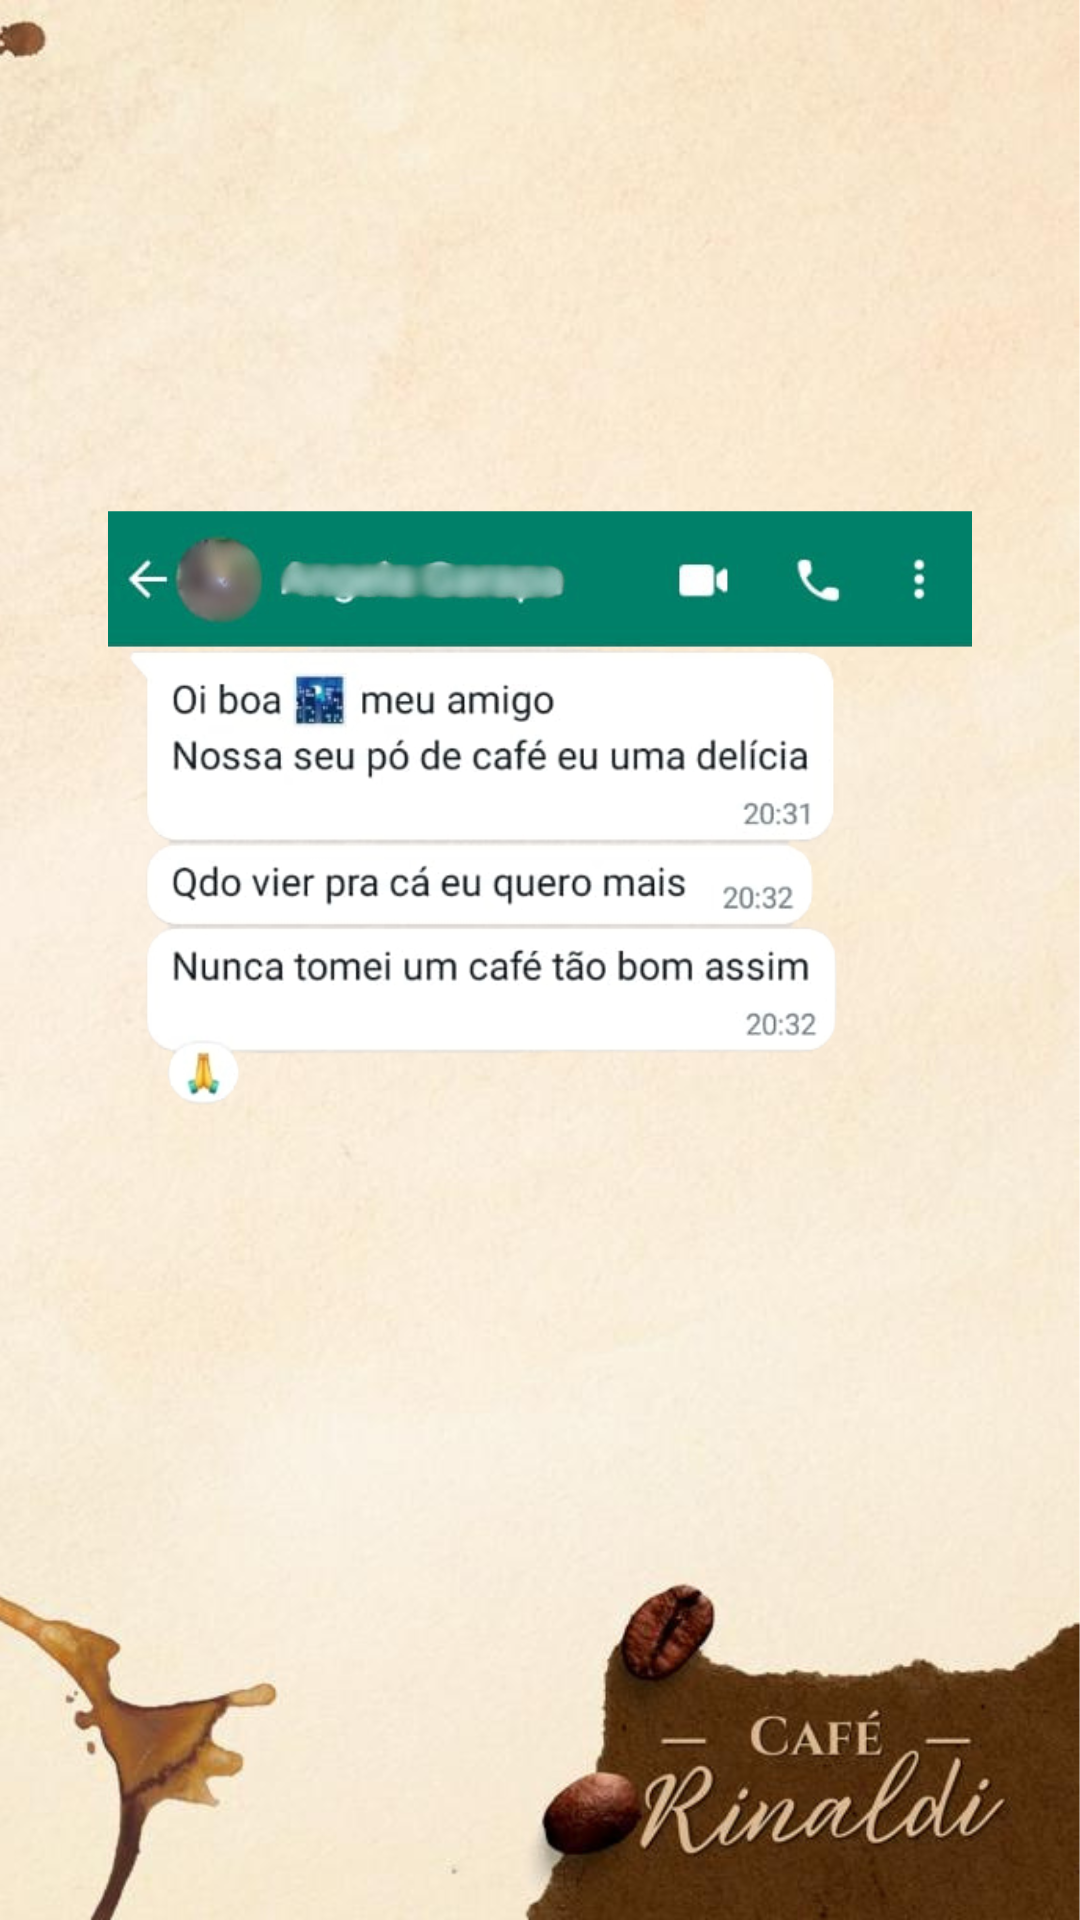 Oi boa 🌃 meu amigo
Nossa seu pó de café eu uma delícia
20:31
Qdo vier pra cá eu quero mais 20:32
Nunca tomei um café tão bom assim
20:32
🙏
CAFÉ
Rinaldi